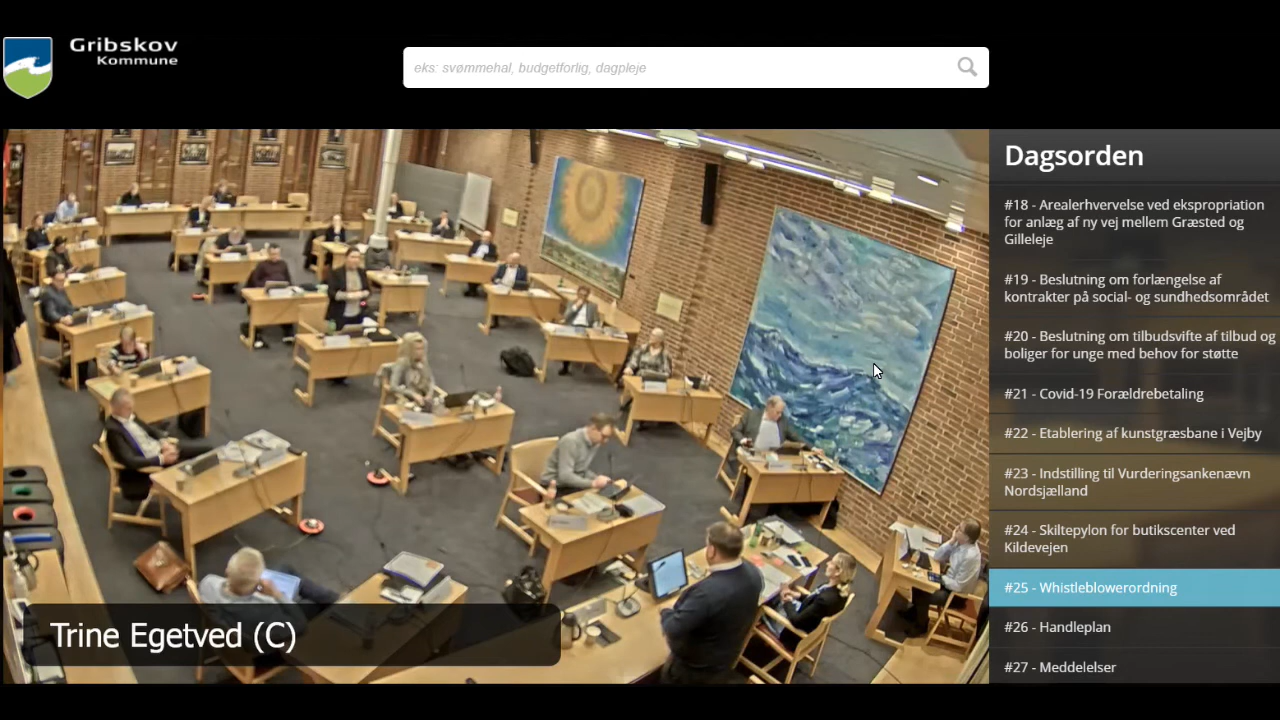 Gribskov
Kommune
eks: svømmehal, budgetforlig, dagpleje
Dagsorden
#18 - Arealerhvervelse ved ekspropriation
for anlæg af ny vej mellem Græsted og
Gilleleje
#19 - Beslutning om forlængelse af
kontrakter på social- og sundhedsområdet
#20 - Beslutning om tilbudsvifte af tilbud og
boliger for unge med behov for støtte
#21 - Covid-19 Forældrebetaling
#22 - Etablering af kunstgræsbane i Vejby
#23 - Indstilling til Vurderingsankenævn
Nordsjælland
#24 - Skiltepylon for butikscenter ved
Kildevejen
#25 - Whistleblowerordning
#26 - Handleplan
#27 - Meddelelser
Trine Egetved (C)